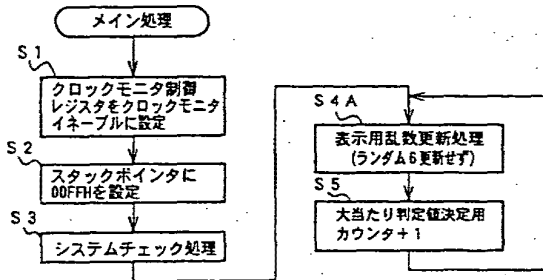 メイン処理
S1
クロックモニタ制御
レジスタをクロックモニタ
イネーブルに設定
S2
スタックポインタに
00FFHを設定
S3
システムチェック処理
S4A
表示用乱数更新処理
(ランダム6更新せず)
S5
大当たり判定値決定用
カウンタ+1